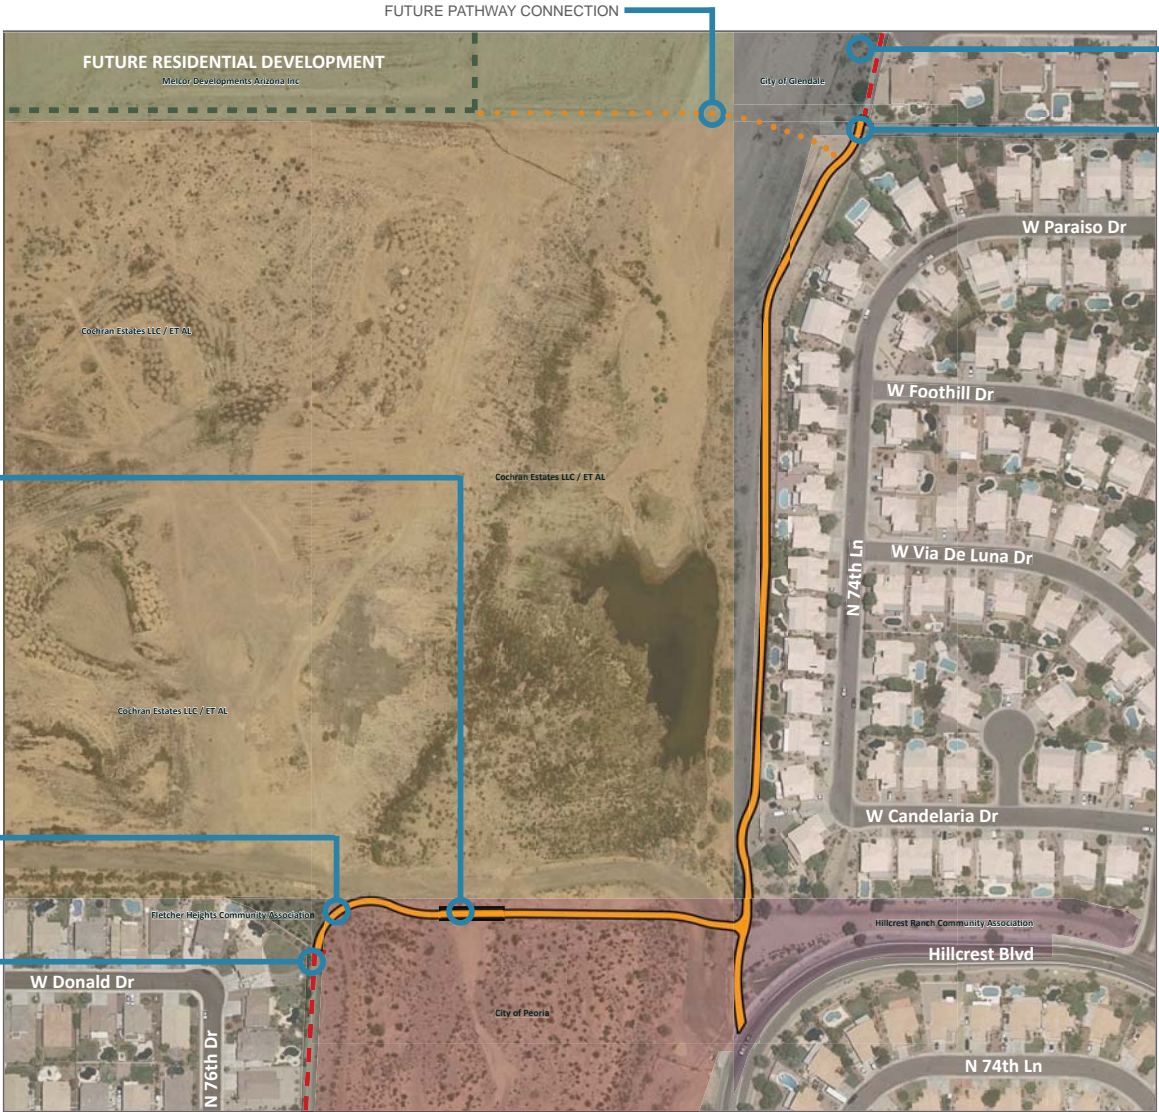 FUTURE PATHWAY CONNECTION
FUTURE RESIDENTIAL DEVELOPMENT
Melcor Developments Arizona Inc
City of Glendale
W Paraiso Dr
Cochran Estates LLC / ET AL
W Foothill Dr
Cochran Estates LLC / ET AL
W Via De Luna Dr
N 74th Ln
Cochran Estates LLC / ET AL
W Candelaria Dr
Fletcher Heights Community Association
Hillcrest Ranch Community Association
Hillcrest Blvd
W Donald Dr
City of Peoria
N 76th Dr
N 74th Ln